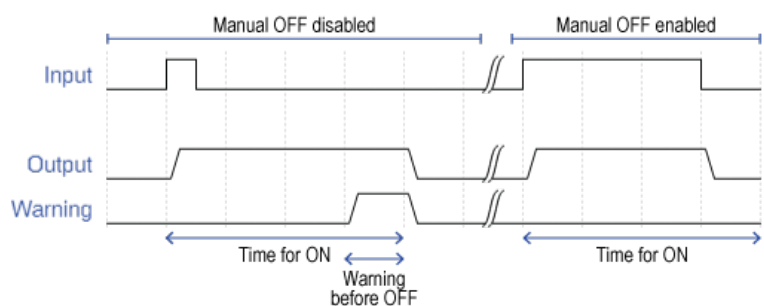 Manual OFF disabled
Manual OFF enabled
Input
Output
Warning
Time for ON
Time for ON
Warning
before OFF